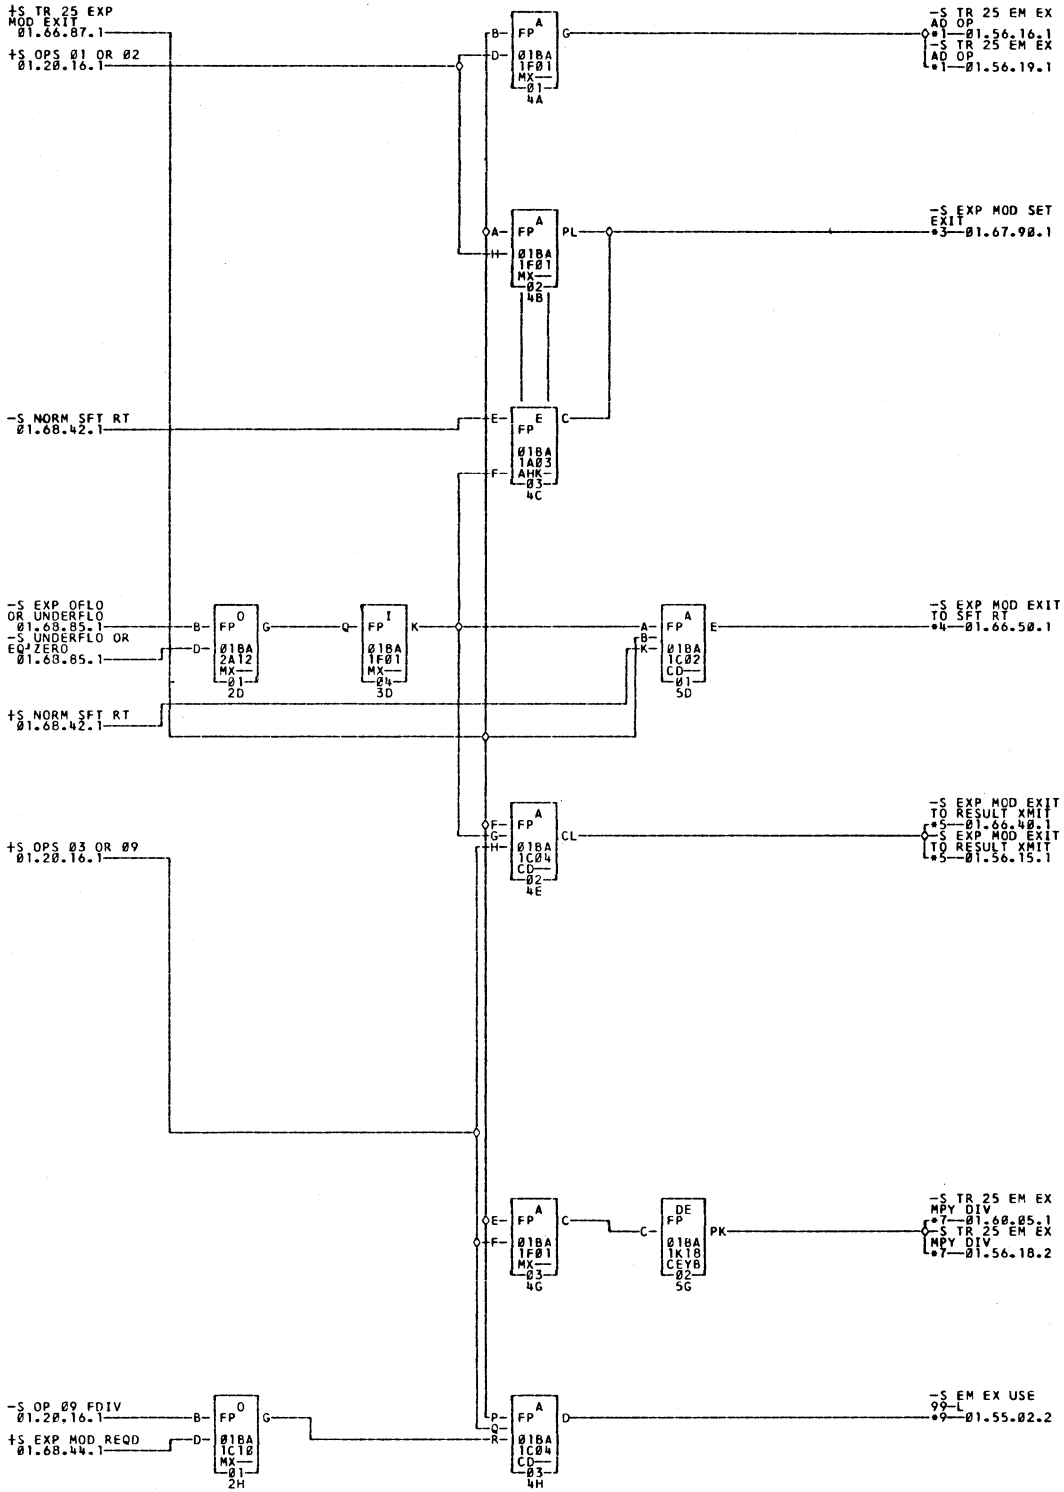 +S TR 25 EXP
MOD EXIT
01.66.87.1
+S OPS 01 OR 02
01.20.16.1
B
D
A
FP
01BA
1F01
MX
01
4A
G
-S TR 25 EM EX
AD OP
*1-01.56.16.1
-S TR 25 EM EX
AD OP
*1-01.56.19.1
A
H
A
FP
01BA
1F01
MX
02
4B
PL
-S EXP MOD SET
EXIT
*3-01.67.90.1
-S NORM SFT RT
01.68.42.1
E
F
E
FP
01BA
1A03
AHK
03
4C
C
-S EXP OFLO
OR UNDERFLO
01.68.85.1
-S UNDERFLO OR
EQ ZERO
01.68.85.1
B
D
O
FP
01BA
2A12
MX
01
2D
G
Q
I
FP
01BA
1F01
MX
04
3D
K
A
B
K
A
FP
01BA
1C02
CD
01
5D
E
-S EXP MOD EXIT
TO SFT RT
*4-01.66.50.1
+S NORM SFT RT
01.68.42.1
F
G
H
A
FP
01BA
1C04
CD
02
4E
CL
-S EXP MOD EXIT
TO RESULT XMIT
*5-01.66.40.1
-S EXP MOD EXIT
TO RESULT XMIT
*5-01.56.15.1
+S OPS 03 OR 09
01.20.16.1
E
F
A
FP
01BA
1F01
MX
03
4G
C
C
DE
FP
01BA
1K18
CEYB
02
5G
PK
-S TR 25 EM EX
MPY DIV
*7-01.60.05.1
-S TR 25 EM EX
MPY DIV
*7-01.56.18.2
-S OP 09 FDIV
01.20.16.1
+S EXP MOD REQD
01.68.44.1
B
D
O
FP
01BA
1C10
MX
01
2H
G
P
Q
R
A
FP
01BA
1C04
CD
03
4H
D
-S EM EX USE
99-L
*9-01.55.02.2